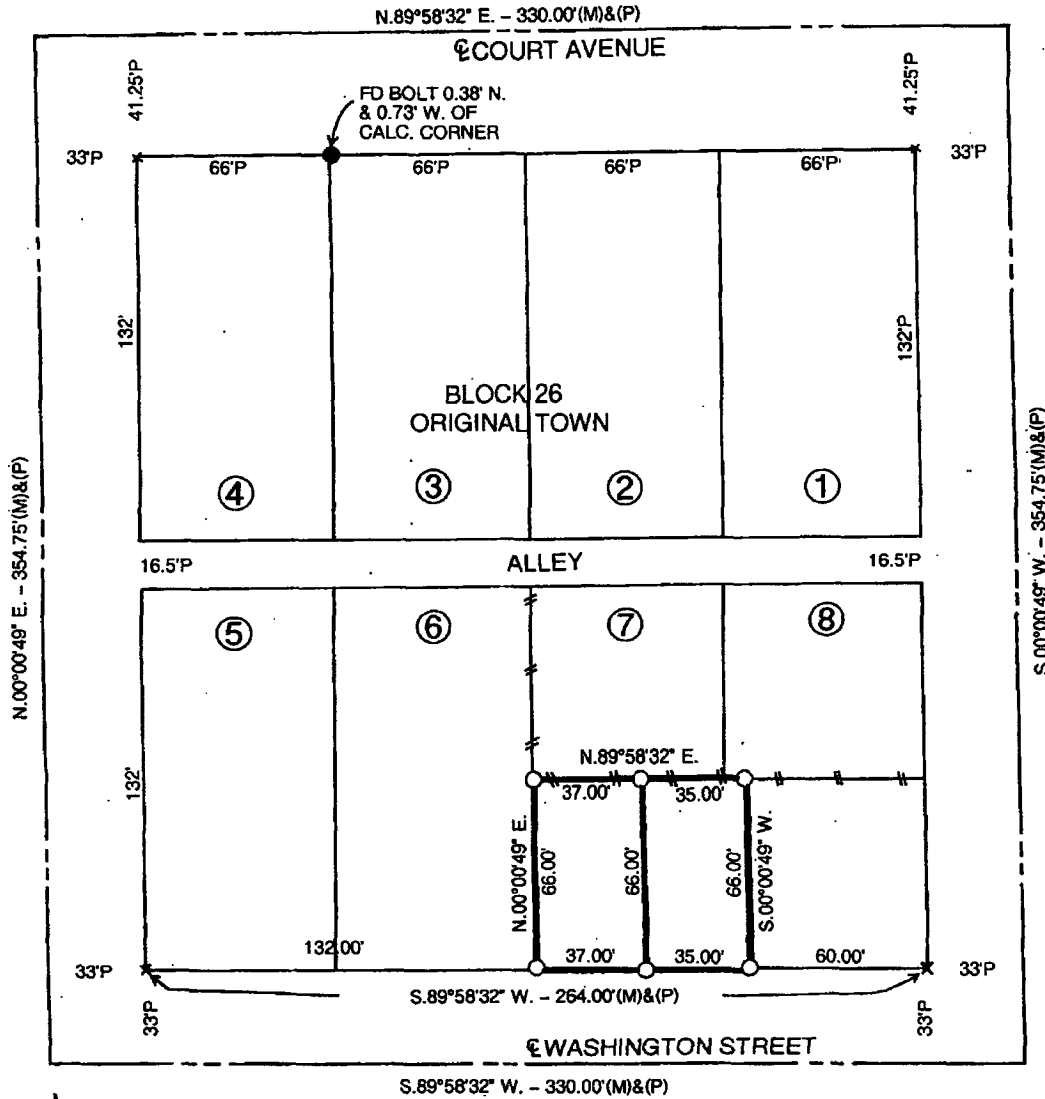 N.89°58'32" E. – 330.00'(M)&(P)
℄COURT AVENUE
41.25'P
41.25'P
FD BOLT 0.38' N.
& 0.73' W. OF
CALC. CORNER
33'P
33'P
66'P
66'P
66'P
66'P
132'
132'P
BLOCK 26
ORIGINAL TOWN
N.00°00'49" E. – 354.75'(M)&(P)
S.00°00'49" W. – 354.75'(M)&(P)
④
③
②
①
16.5'P
ALLEY
16.5'P
⑤
⑥
⑦
⑧
132'
N.89°58'32" E.
37.00'
35.00'
N.00°00'49" E.
66.00'
66.00'
66.00'
S.00°00'49" W.
132.00'
37.00'
35.00'
60.00'
33'P
33'P
S.89°58'32" W. – 264.00'(M)&(P)
33'P
33'P
℄WASHINGTON STREET
S.89°58'32" W. – 330.00'(M)&(P)